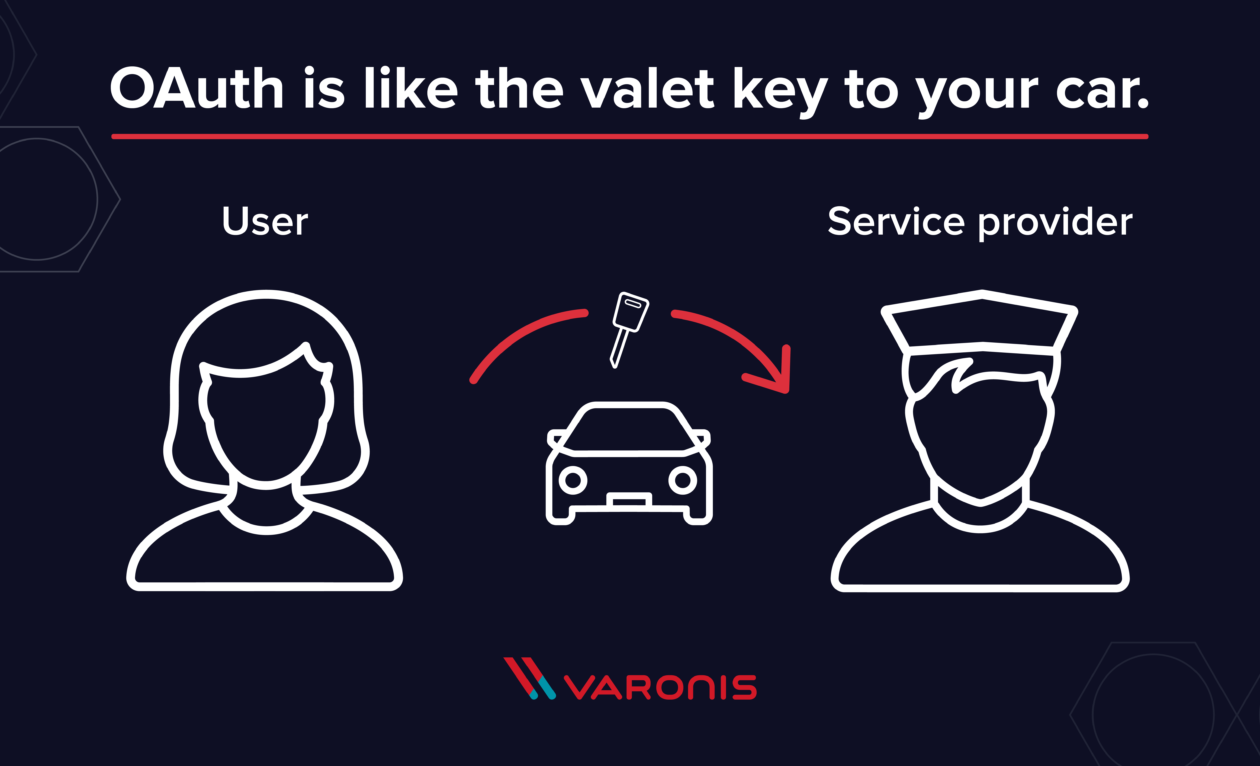 OAuth is like the valet key to your car.
User
Service provider
VARONIS